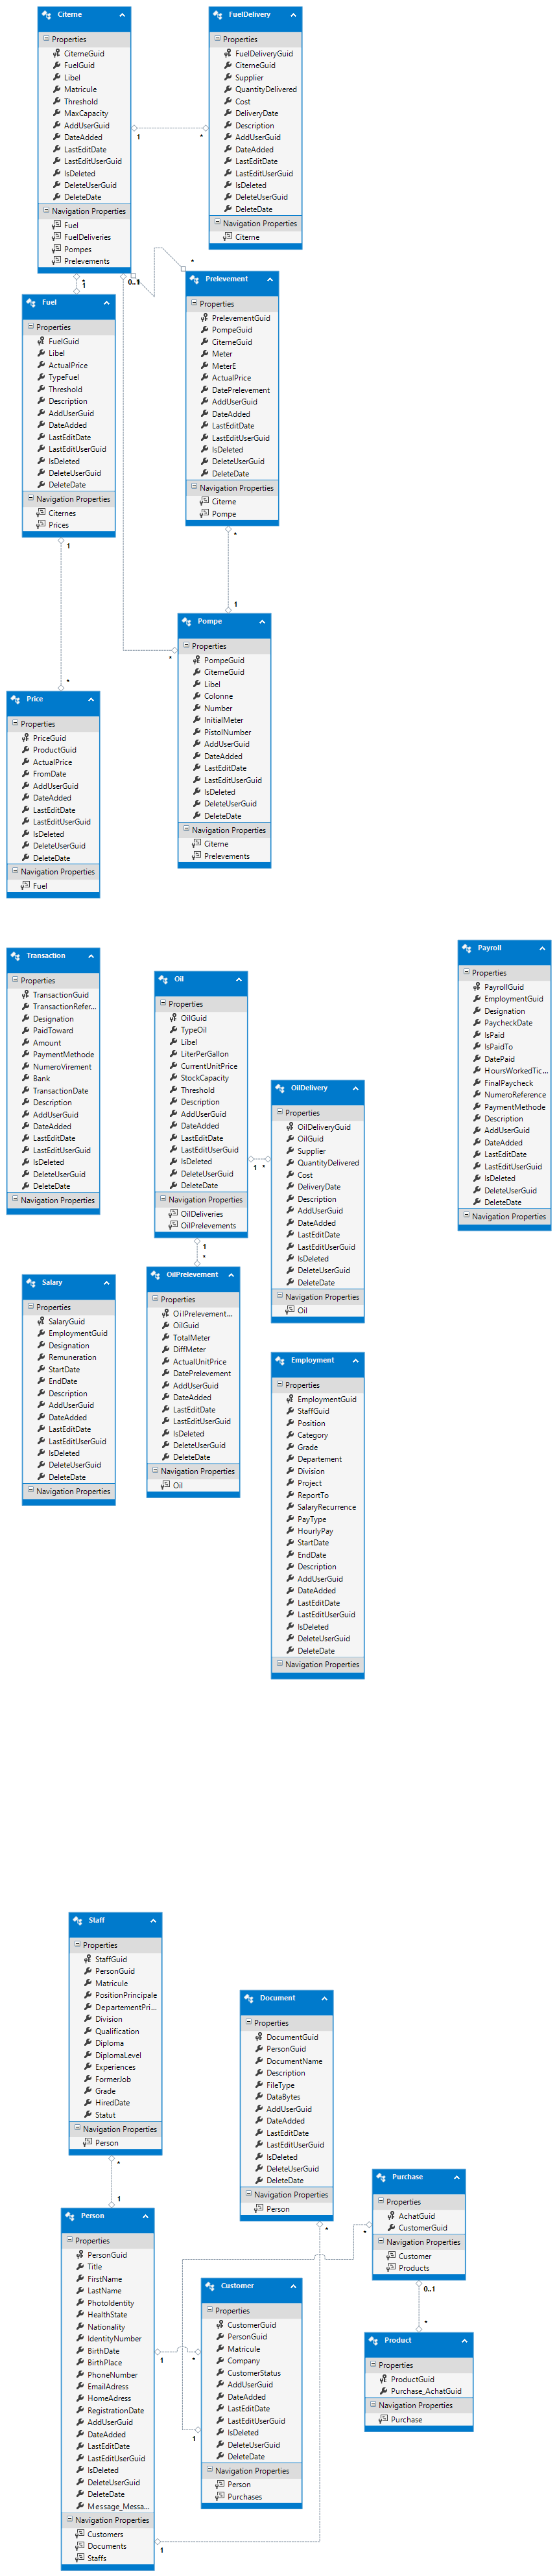 Citerne
Properties
CiterneGuid
FuelGuid
Libel
Matricule
Threshold
MaxCapacity
AddUserGuid
DateAdded
LastEditDate
LastEditUserGuid
IsDeleted
DeleteUserGuid
DeleteDate
Navigation Properties
Fuel
FuelDeliveries
Pompes
Prelevements
FuelDelivery
Properties
FuelDeliveryGuid
CiterneGuid
Supplier
QuantityDelivered
Cost
DeliveryDate
Description
AddUserGuid
DateAdded
LastEditDate
LastEditUserGuid
IsDeleted
DeleteUserGuid
DeleteDate
Navigation Properties
Citerne
1
*
*
1
*
Fuel
Properties
FuelGuid
Libel
ActualPrice
TypeFuel
Threshold
Description
AddUserGuid
DateAdded
LastEditDate
LastEditUserGuid
IsDeleted
DeleteUserGuid
DeleteDate
Navigation Properties
Citernes
Prices
Prelevement
Properties
PrelevementGuid
PompeGuid
CiterneGuid
Meter
MeterE
ActualPrice
DatePrelevement
AddUserGuid
DateAdded
LastEditDate
LastEditUserGuid
IsDeleted
DeleteUserGuid
DeleteDate
Navigation Properties
Citerne
Pompe
1
*
*
1
*
Pompe
Properties
PompeGuid
CiterneGuid
Libel
Colonne
Number
InitialMeter
PistolNumber
AddUserGuid
DateAdded
LastEditDate
LastEditUserGuid
IsDeleted
DeleteUserGuid
DeleteDate
Navigation Properties
Citerne
Prelevements
Price
Properties
PriceGuid
ProductGuid
ActualPrice
FromDate
AddUserGuid
DateAdded
LastEditDate
LastEditUserGuid
IsDeleted
DeleteUserGuid
DeleteDate
Navigation Properties
Fuel
Transaction
Properties
TransactionGuid
TransactionRefer...
Designation
PaidToward
Amount
PaymentMethode
NumeroVirement
Bank
TransactionDate
Description
AddUserGuid
DateAdded
LastEditDate
LastEditUserGuid
IsDeleted
DeleteUserGuid
DeleteDate
Navigation Properties
Oil
Properties
OilGuid
TypeOil
Libel
LiterPerGallon
CurrentUnitPrice
StockCapacity
Threshold
Description
AddUserGuid
DateAdded
LastEditDate
LastEditUserGuid
IsDeleted
DeleteUserGuid
DeleteDate
Navigation Properties
OilDeliveries
OilPrelevements
1
*
1
*
OilDelivery
Properties
OilDeliveryGuid
OilGuid
Supplier
QuantityDelivered
Cost
DeliveryDate
Description
AddUserGuid
DateAdded
LastEditDate
LastEditUserGuid
IsDeleted
DeleteUserGuid
DeleteDate
Navigation Properties
Oil
Payroll
Properties
PayrollGuid
EmploymentGuid
Designation
PaycheckDate
IsPaid
IsPaidTo
DatePaid
HoursWorkedTic...
FinalPaycheck
NumeroReference
PaymentMethode
Description
AddUserGuid
DateAdded
LastEditDate
LastEditUserGuid
IsDeleted
DeleteUserGuid
DeleteDate
Navigation Properties
Salary
Properties
SalaryGuid
EmploymentGuid
Designation
Remuneration
StartDate
EndDate
Description
AddUserGuid
DateAdded
LastEditDate
LastEditUserGuid
IsDeleted
DeleteUserGuid
DeleteDate
Navigation Properties
OilPrelevement
Properties
OilPrelevement...
OilGuid
TotalMeter
DiffMeter
ActualUnitPrice
DatePrelevement
AddUserGuid
DateAdded
LastEditDate
LastEditUserGuid
IsDeleted
DeleteUserGuid
DeleteDate
Navigation Properties
Oil
Employment
Properties
EmploymentGuid
StaffGuid
Position
Category
Grade
Departement
Division
Project
ReportTo
SalaryRecurrence
PayType
HourlyPay
StartDate
EndDate
Description
AddUserGuid
DateAdded
LastEditDate
LastEditUserGuid
IsDeleted
DeleteUserGuid
DeleteDate
Navigation Properties
Staff
Properties
StaffGuid
PersonGuid
Matricule
PositionPrincipale
DepartementPri...
Division
Qualification
Diploma
DiplomaLevel
Experiences
FormerJob
Grade
HiredDate
Statut
Navigation Properties
Person
*
1
Document
Properties
DocumentGuid
PersonGuid
DocumentName
Description
FileType
DataBytes
AddUserGuid
DateAdded
LastEditDate
LastEditUserGuid
IsDeleted
DeleteUserGuid
DeleteDate
Navigation Properties
Person
*
Purchase
Properties
AchatGuid
CustomerGuid
Navigation Properties
Customer
Products
*
0..1
*
Product
Properties
ProductGuid
Purchase_AchatGuid
Navigation Properties
Purchase
Person
Properties
PersonGuid
Title
FirstName
LastName
PhotoIdentity
HealthState
Nationality
IdentityNumber
BirthDate
BirthPlace
PhoneNumber
EmailAdress
HomeAdress
RegistrationDate
AddUserGuid
DateAdded
LastEditDate
LastEditUserGuid
IsDeleted
DeleteUserGuid
DeleteDate
Message_Messa...
Navigation Properties
Customers
Documents
Staffs
1
*
1
1
Customer
Properties
CustomerGuid
PersonGuid
Matricule
Company
CustomerStatus
AddUserGuid
DateAdded
LastEditDate
LastEditUserGuid
IsDeleted
DeleteUserGuid
DeleteDate
Navigation Properties
Person
Purchases